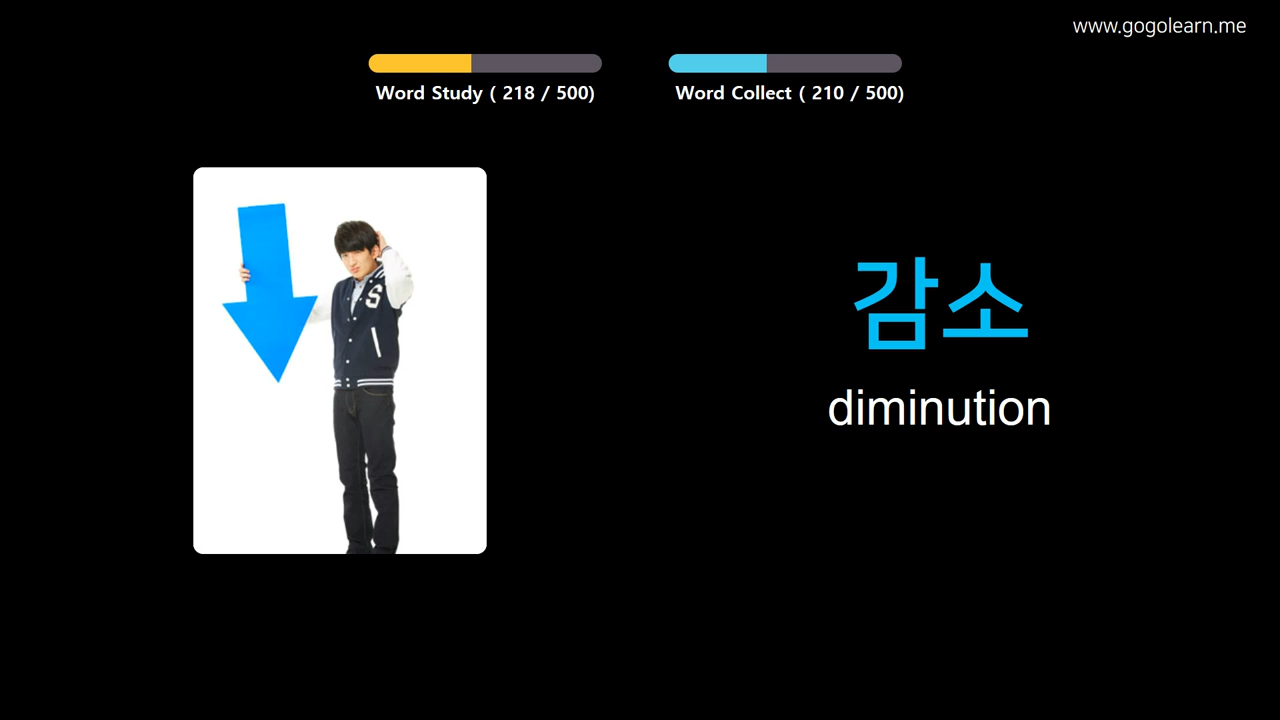 www.gogolearn.me
Word Study ( 218 / 500)
Word Collect ( 210 / 500)
S
감소
diminution